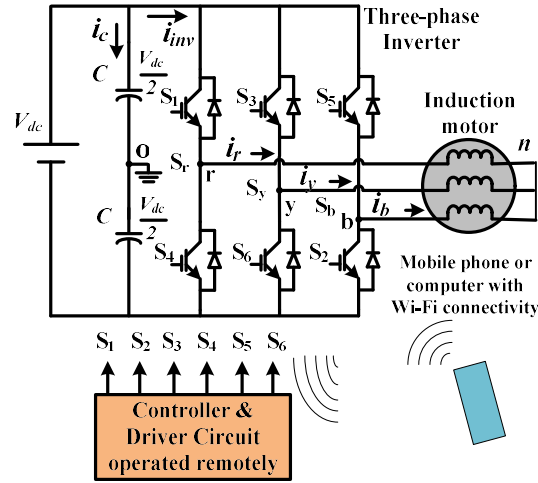 Three-phase
Inverter
i_c
i_inv
C
V_dc
2
S_1
S_3
S_5
Induction
motor
V_dc
n
o
S_r
r
i_r
S_y
y
i_y
S_b
b
i_b
C
V_dc
2
S_4
S_6
S_2
Mobile phone or
computer with
Wi-Fi connectivity
S_1 S_2 S_3 S_4 S_5 S_6
Controller &
Driver Circuit
operated remotely